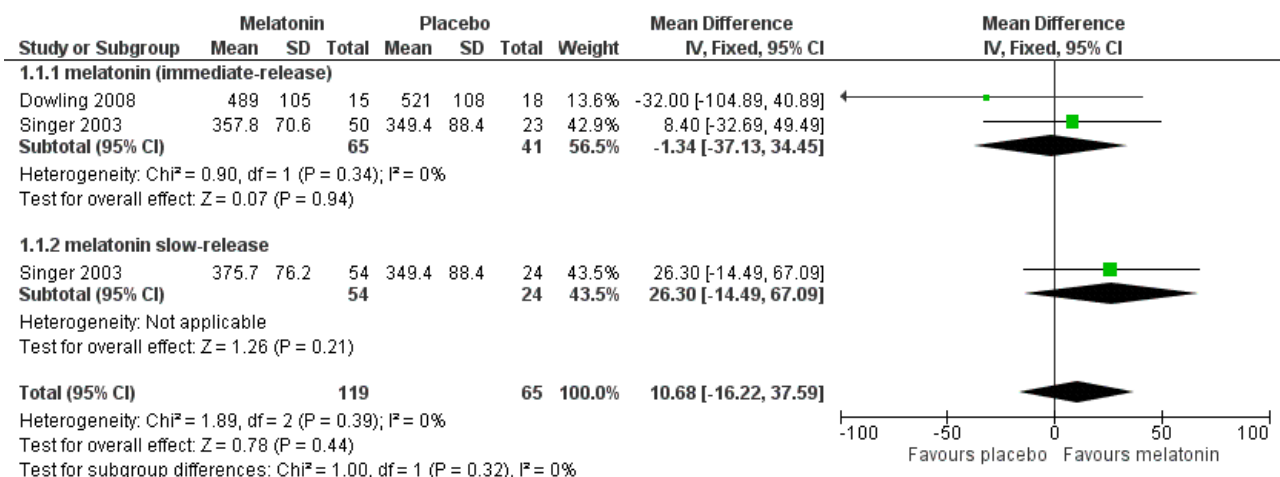 Melatonin Placebo Mean Difference Mean Difference
Study or Subgroup Mean SD Total Mean SD Total Weight IV, Fixed, 95% CI IV, Fixed, 95% CI
1.1.1 melatonin (immediate-release)
Dowling 2008 489 105 15 521 108 18 13.6% -32.00 [-104.89, 40.89]
Singer 2003 357.8 70.6 50 349.4 88.4 23 42.9% 8.40 [-32.69, 49.49]
Subtotal (95% CI) 65 41 56.5% -1.34 [-37.13, 34.45]
Heterogeneity: Chi² = 0.90, df = 1 (P = 0.34); I² = 0%
Test for overall effect: Z = 0.07 (P = 0.94)
1.1.2 melatonin slow-release
Singer 2003 375.7 76.2 54 349.4 88.4 24 43.5% 26.30 [-14.49, 67.09]
Subtotal (95% CI) 54 24 43.5% 26.30 [-14.49, 67.09]
Heterogeneity: Not applicable
Test for overall effect: Z = 1.26 (P = 0.21)
Total (95% CI) 119 65 100.0% 10.68 [-16.22, 37.59]
Heterogeneity: Chi² = 1.89, df = 2 (P = 0.39); I² = 0%
Test for overall effect: Z = 0.78 (P = 0.44)
Test for subgroup differences: Chi² = 1.00, df = 1 (P = 0.32), I² = 0%
-100 -50 0 50 100
Favours placebo Favours melatonin